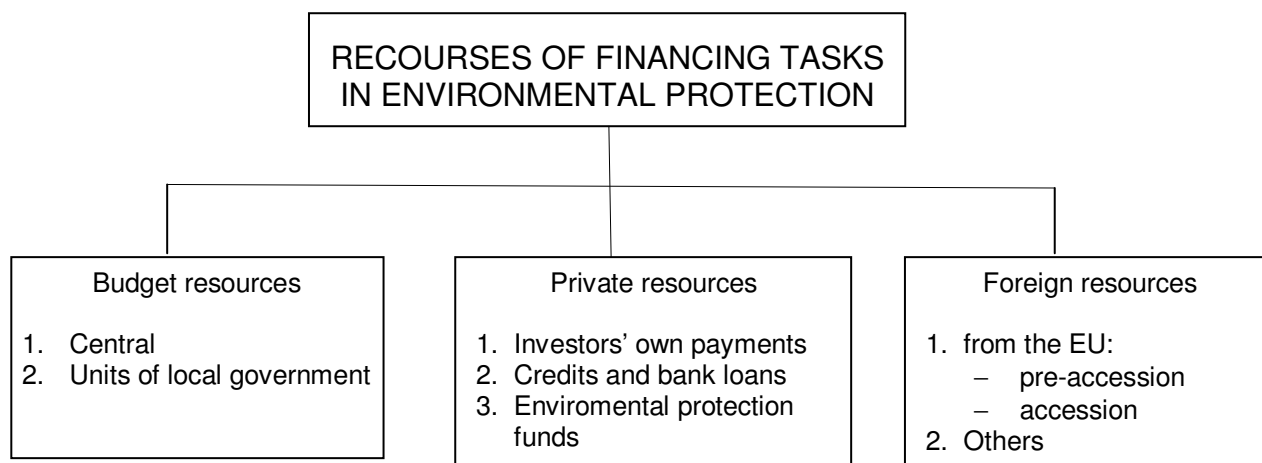 RECOURSES OF FINANCING TASKS
IN ENVIRONMENTAL PROTECTION
Budget resources
1. Central
2. Units of local government
Private resources
1. Investors’ own payments
2. Credits and bank loans
3. Enviromental protection
funds
Foreign resources
1. from the EU:
– pre-accession
– accession
2. Others